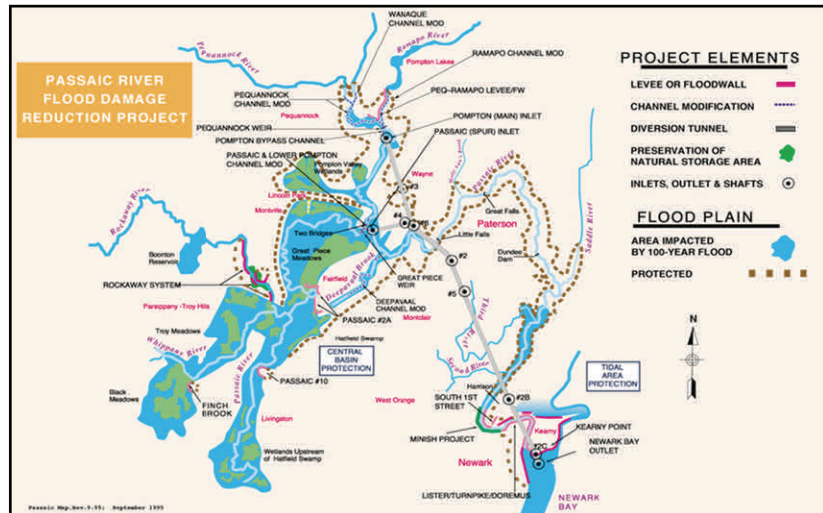 PASSAIC RIVER
FLOOD DAMAGE
REDUCTION PROJECT
WANAQUE
CHANNEL MOD
Pequannock River
Ramapo River
RAMAPO CHANNEL MOD
Pompton Lakes
PEQ-RAMAPO LEVEE/FW
PEQUANNOCK
CHANNEL MOD
Pequannock
POMPTON (MAIN) INLET
PEQUANNOCK WEIR
POMPTON BYPASS CHANNEL
PASSAIC (SPUR) INLET
PASSAIC & LOWER POMPTON
CHANNEL MOD
Pompton Valley
Wetlands
Wayne
#3
Passaic River
Saddle River
Rockaway River
Lincoln Park
Montville
#4
Great Falls
Paterson
Two Bridges
Little Falls
Boonton
Reservoir
Great Piece
Meadows
Dundee
Dam
#2
ROCKAWAY SYSTEM
Fairfield
Deepavaal Brook
GREAT PIECE
WEIR
#5
DEEPAVAAL
CHANNEL MOD
Parsippany -Troy Hills
PASSAIC #2A
Montclair
Third River
Troy Meadows
Hatfield Swamp
Whippany River
Passaic River
CENTRAL
BASIN
PROTECTION
Second River
TIDAL
AREA
PROTECTION
Black
Meadows
PASSAIC #10
Harrison
FINCH
BROOK
West Orange
SOUTH 1ST
STREET
#2B
Livingston
KEARNY POINT
Kearny
MINISH PROJECT
NEWARK BAY
OUTLET
#2C
Wetlands Upstream
of Hatfield Swamp
Newark
LISTER/TURNPIKE/DOREMUS
NEWARK
BAY
Passaic Map.Rev.9.95; September 1995
PROJECT ELEMENTS
LEVEE OR FLOODWALL
CHANNEL MODIFICATION
DIVERSION TUNNEL
PRESERVATION OF
NATURAL STORAGE AREA
INLETS, OUTLET & SHAFTS
FLOOD PLAIN
AREA IMPACTED
BY 100-YEAR FLOOD
PROTECTED
N